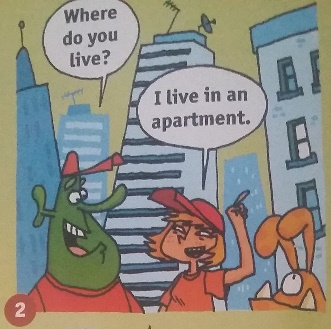 Where
do you
live?
I live in an
apartment.
2